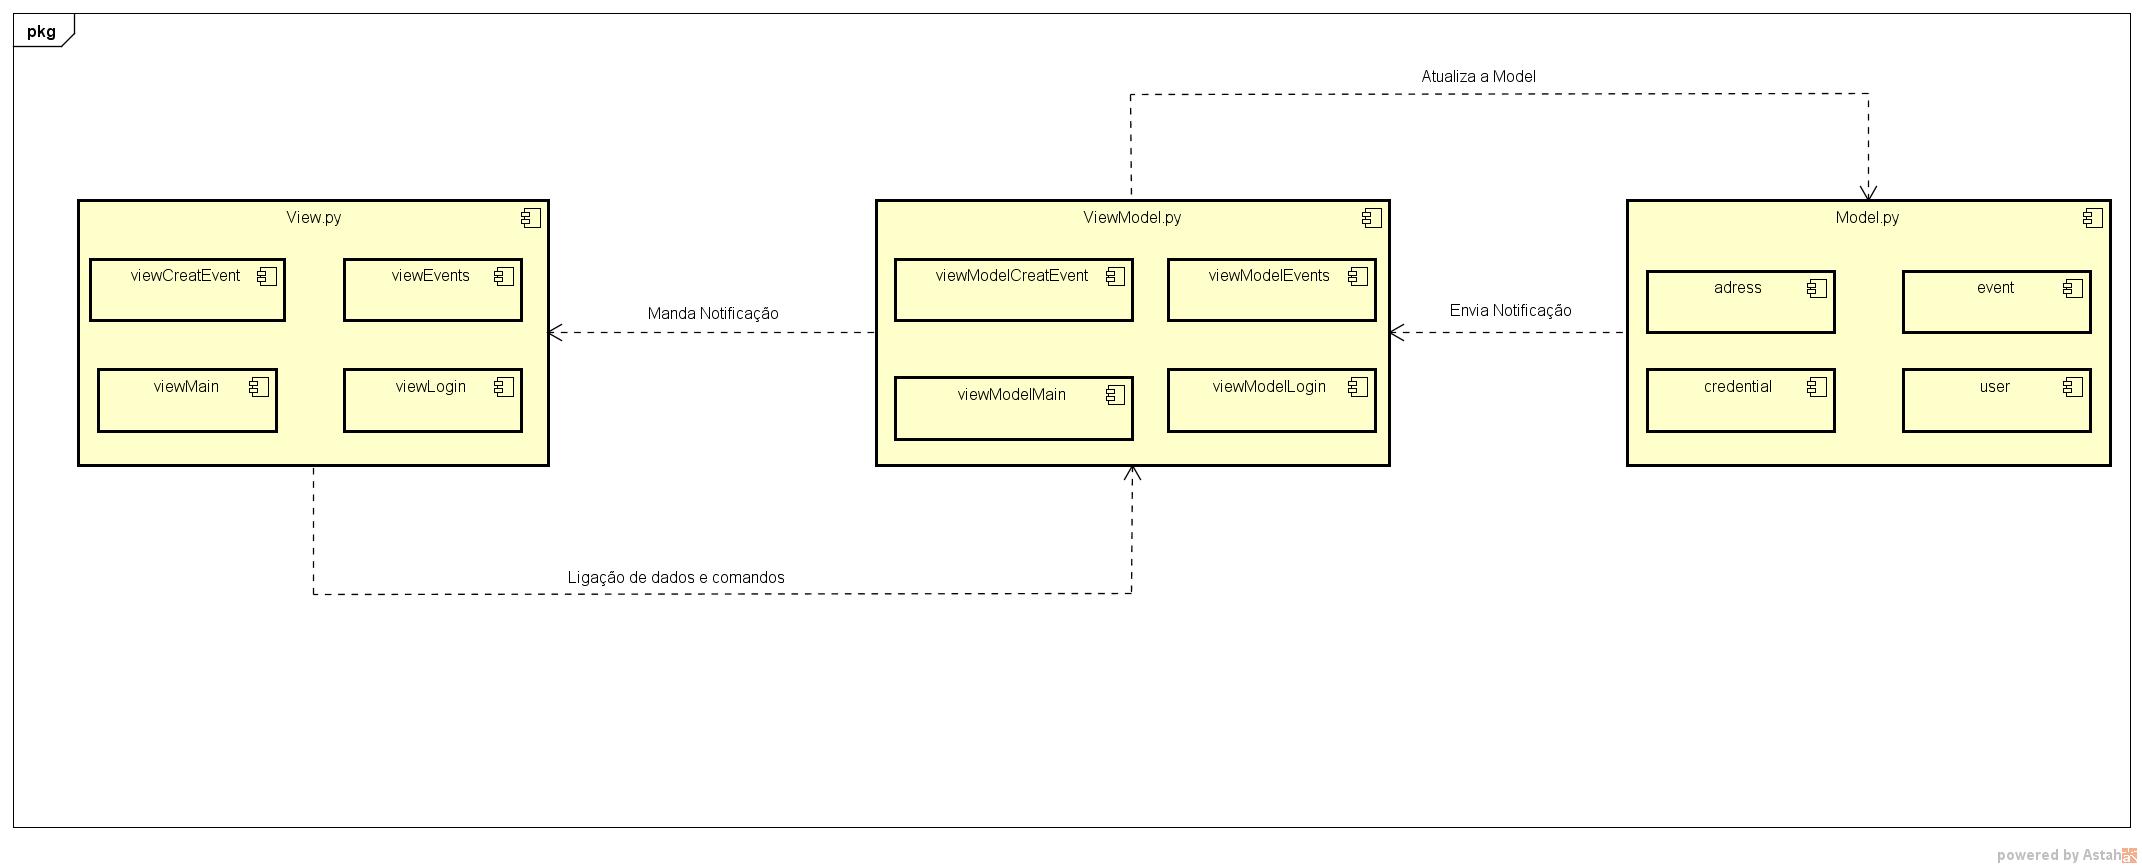 pkg
Atualiza a Model
View.py
ViewModel.py
Model.py
viewCreatEvent
viewEvents
viewModelCreatEvent
viewModelEvents
adress
event
Manda Notificação
Envia Notificação
viewMain
viewLogin
viewModelMain
viewModelLogin
credential
user
Ligação de dados e comandos
powered by Astah